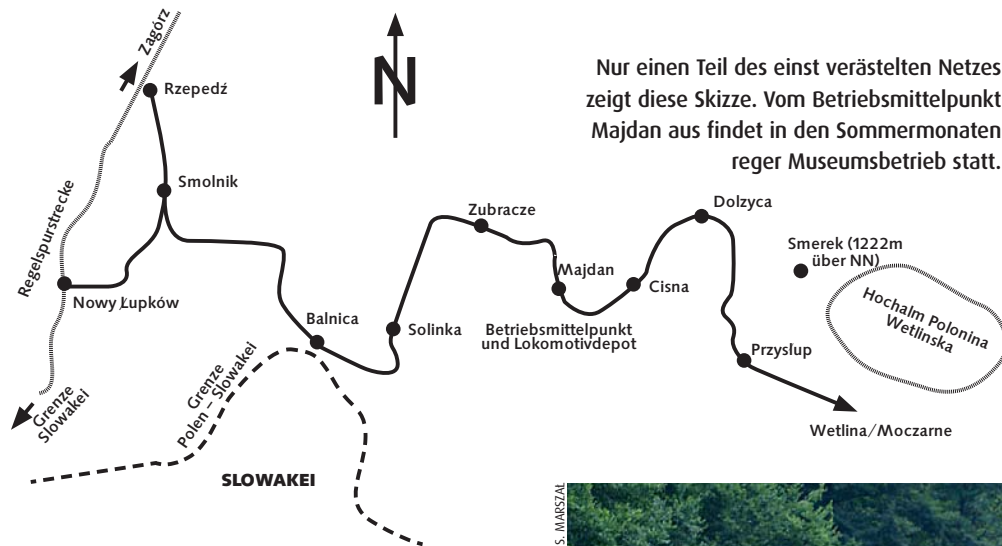 Zagórz
Rzepedź
N
Nur einen Teil des einst verästelten Netzes
zeigt diese Skizze. Vom Betriebsmittelpunkt
Majdan aus findet in den Sommermonaten
reger Museumsbetrieb statt.
Smolnik
Regelspurstrecke
Nowy Łupków
Zubracze
Dolzyca
Smerek (1222m
über NN)
Majdan
Cisna
Hochalm Polonina
Wetlinska
Balnica
Solinka
Betriebsmittelpunkt
und Lokomotivdepot
Przysłup
Grenze
Slowakei
Grenze
Polen – Slowakei
Wetlina/Moczarne
SLOWAKEI
S. MARSZAŁ